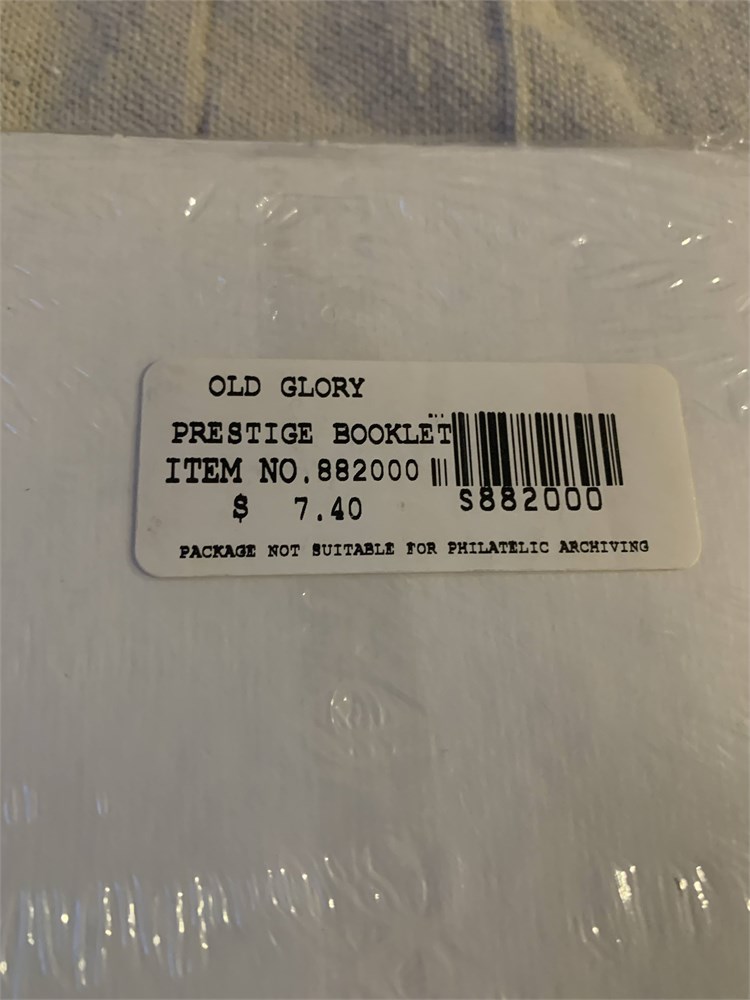 OLD GLORY
PRESTIGE BOOKLET
ITEM NO.882000
$ 7.40
S882000
PACKAGE NOT SUITABLE FOR PHILATELIC ARCHIVING